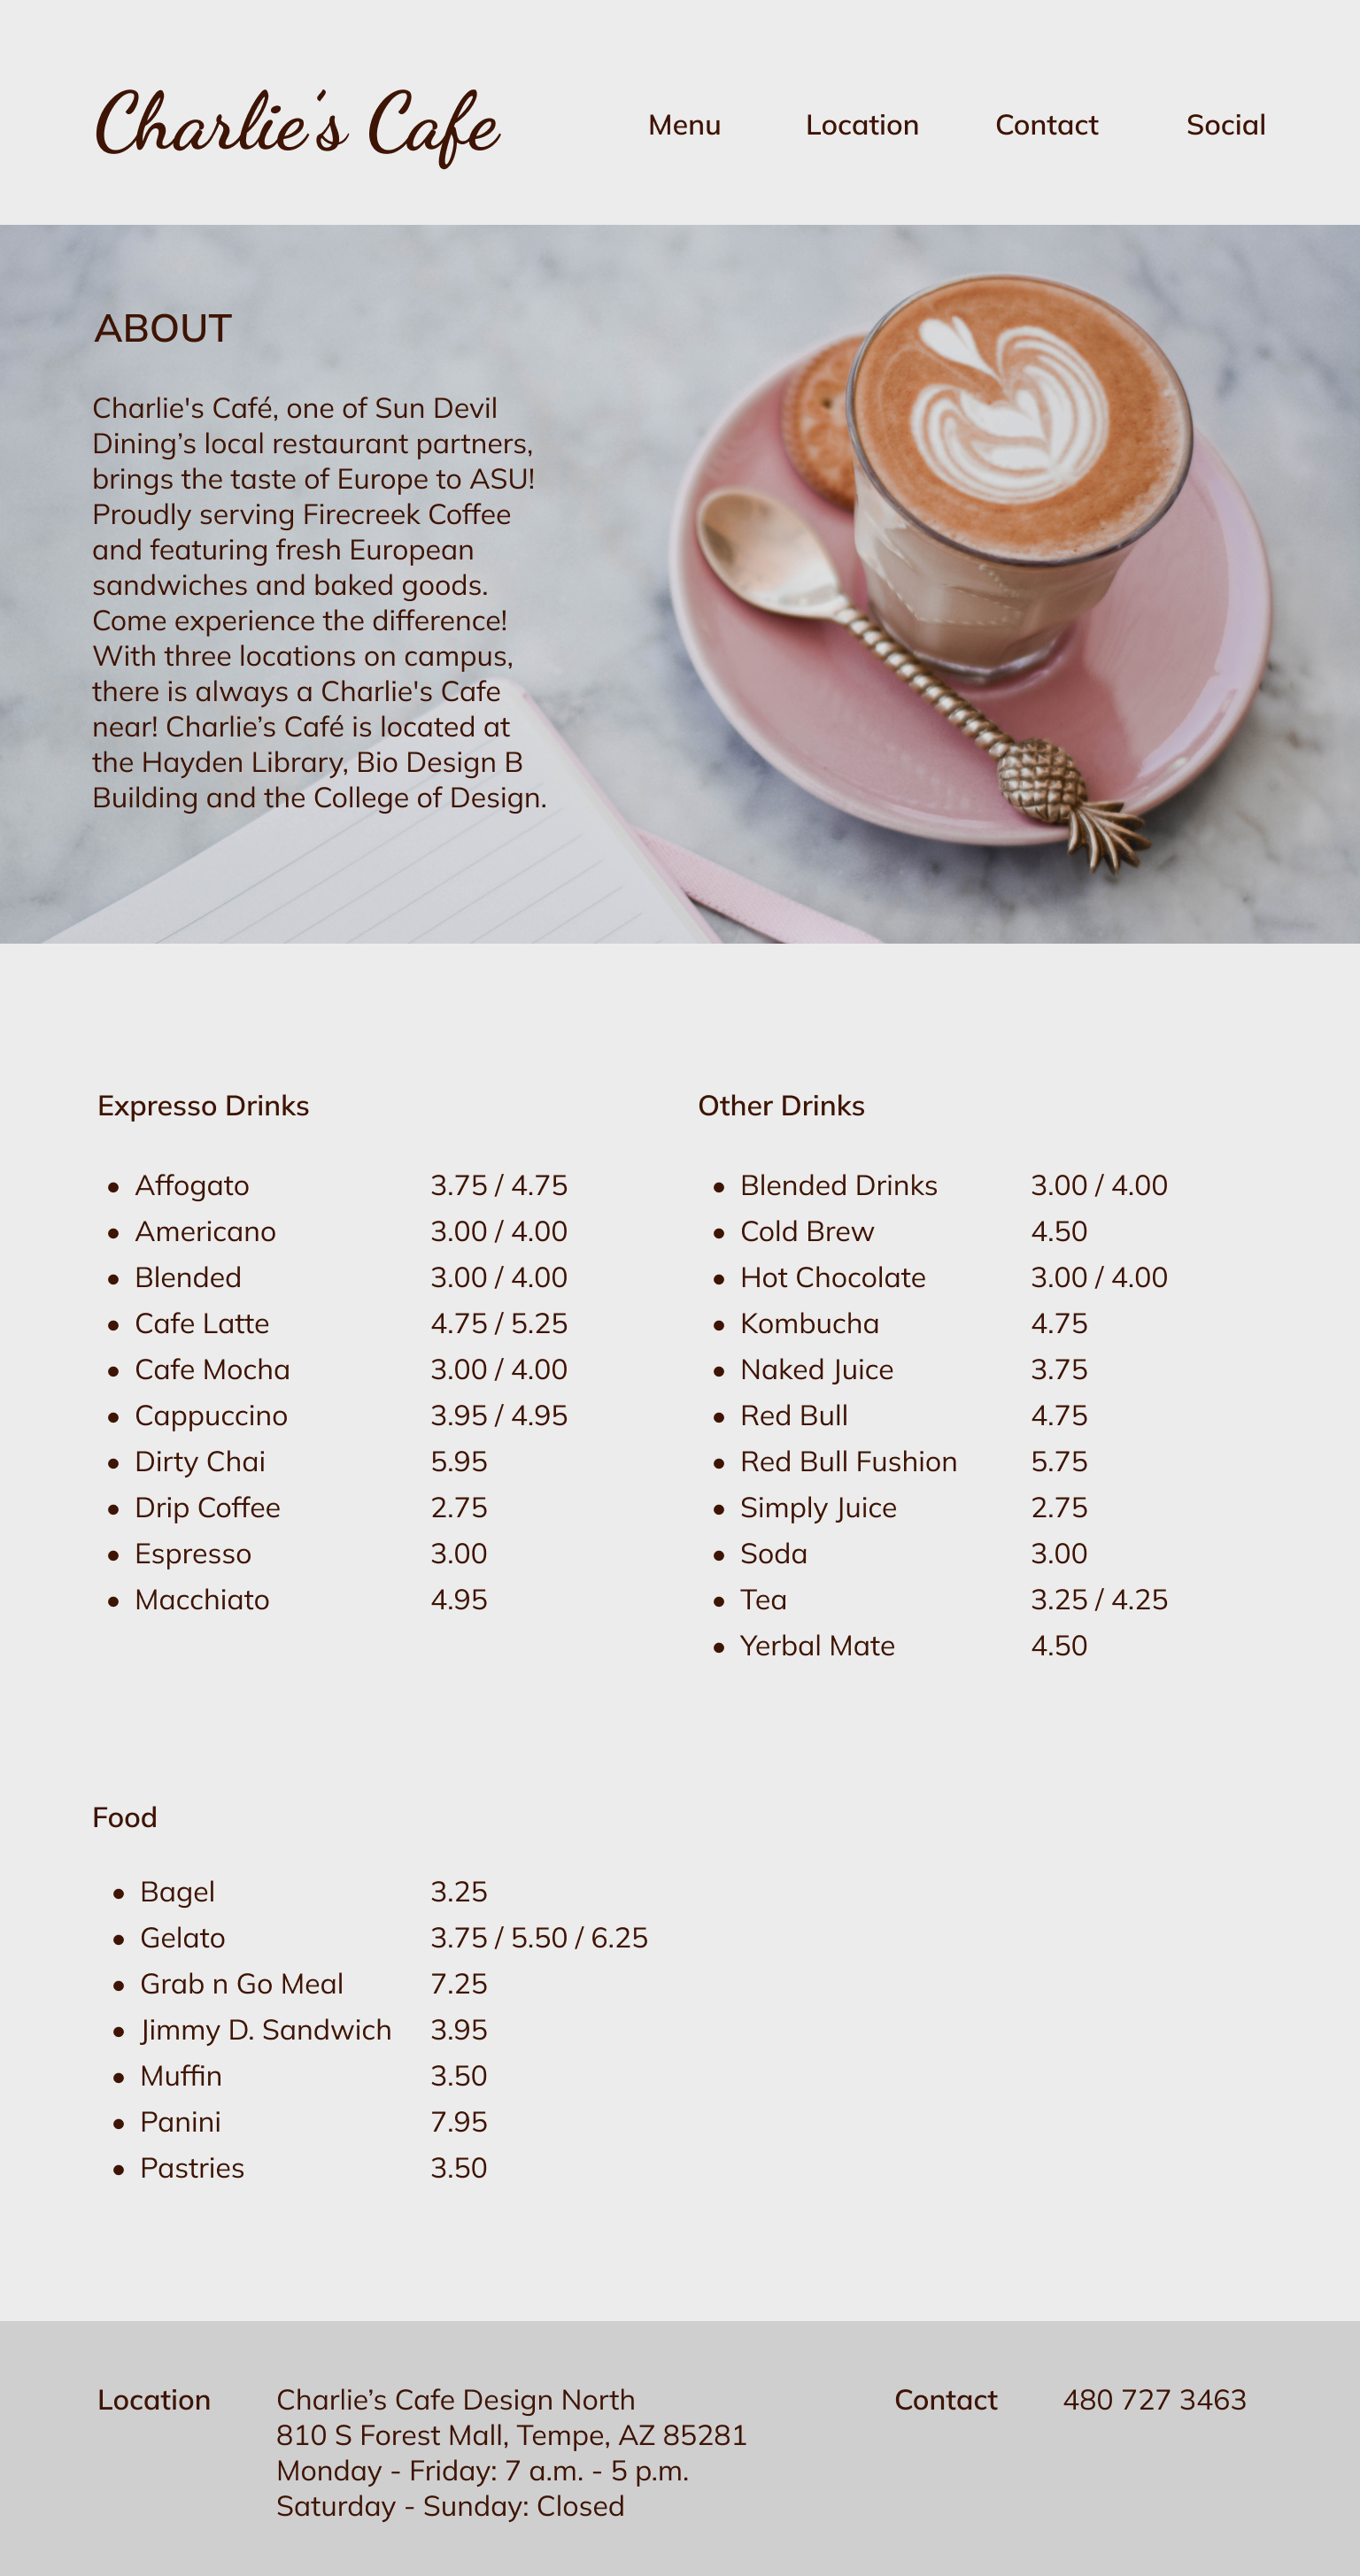 Charlie's Cafe
Menu Location Contact Social
ABOUT
Charlie's Café, one of Sun Devil
Dining’s local restaurant partners,
brings the taste of Europe to ASU!
Proudly serving Firecreek Coffee
and featuring fresh European
sandwiches and baked goods.
Come experience the difference!
With three locations on campus,
there is always a Charlie's Cafe
near! Charlie’s Café is located at
the Hayden Library, Bio Design B
Building and the College of Design.
Expresso Drinks
• Affogato 3.75 / 4.75
• Americano 3.00 / 4.00
• Blended 3.00 / 4.00
• Cafe Latte 4.75 / 5.25
• Cafe Mocha 3.00 / 4.00
• Cappuccino 3.95 / 4.95
• Dirty Chai 5.95
• Drip Coffee 2.75
• Espresso 3.00
• Macchiato 4.95
Other Drinks
• Blended Drinks 3.00 / 4.00
• Cold Brew 4.50
• Hot Chocolate 3.00 / 4.00
• Kombucha 4.75
• Naked Juice 3.75
• Red Bull 4.75
• Red Bull Fushion 5.75
• Simply Juice 2.75
• Soda 3.00
• Tea 3.25 / 4.25
• Yerbal Mate 4.50
Food
• Bagel 3.25
• Gelato 3.75 / 5.50 / 6.25
• Grab n Go Meal 7.25
• Jimmy D. Sandwich 3.95
• Muffin 3.50
• Panini 7.95
• Pastries 3.50
Location
Charlie’s Cafe Design North
810 S Forest Mall, Tempe, AZ 85281
Monday - Friday: 7 a.m. - 5 p.m.
Saturday - Sunday: Closed
Contact 480 727 3463